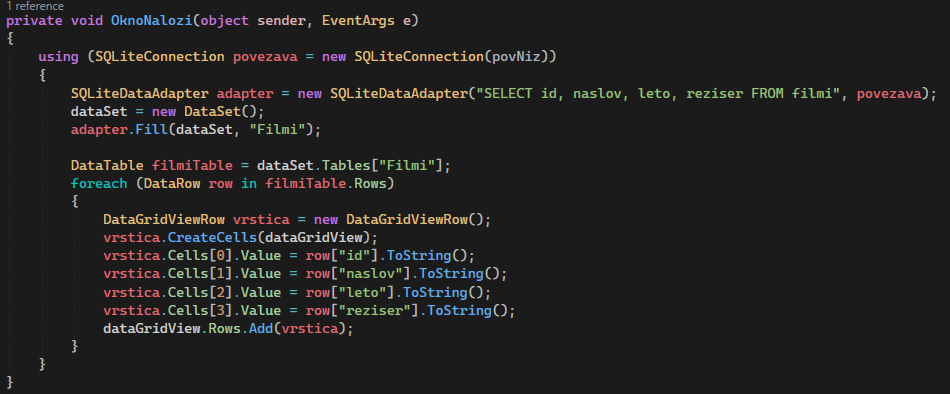 1 reference
private void OknoNalozi(object sender, EventArgs e)
{
    using (SQLiteConnection povezava = new SQLiteConnection(povNiz))
    {
        SQLiteDataAdapter adapter = new SQLiteDataAdapter("SELECT id, naslov, leto, reziser FROM filmi", povezava);
        dataSet = new DataSet();
        adapter.Fill(dataSet, "Filmi");

        DataTable filmiTable = dataSet.Tables["Filmi"];
        foreach (DataRow row in filmiTable.Rows)
        {
            DataGridViewRow vrstica = new DataGridViewRow();
            vrstica.CreateCells(dataGridView);
            vrstica.Cells[0].Value = row["id"].ToString();
            vrstica.Cells[1].Value = row["naslov"].ToString();
            vrstica.Cells[2].Value = row["leto"].ToString();
            vrstica.Cells[3].Value = row["reziser"].ToString();
            dataGridView.Rows.Add(vrstica);
        }
    }
}